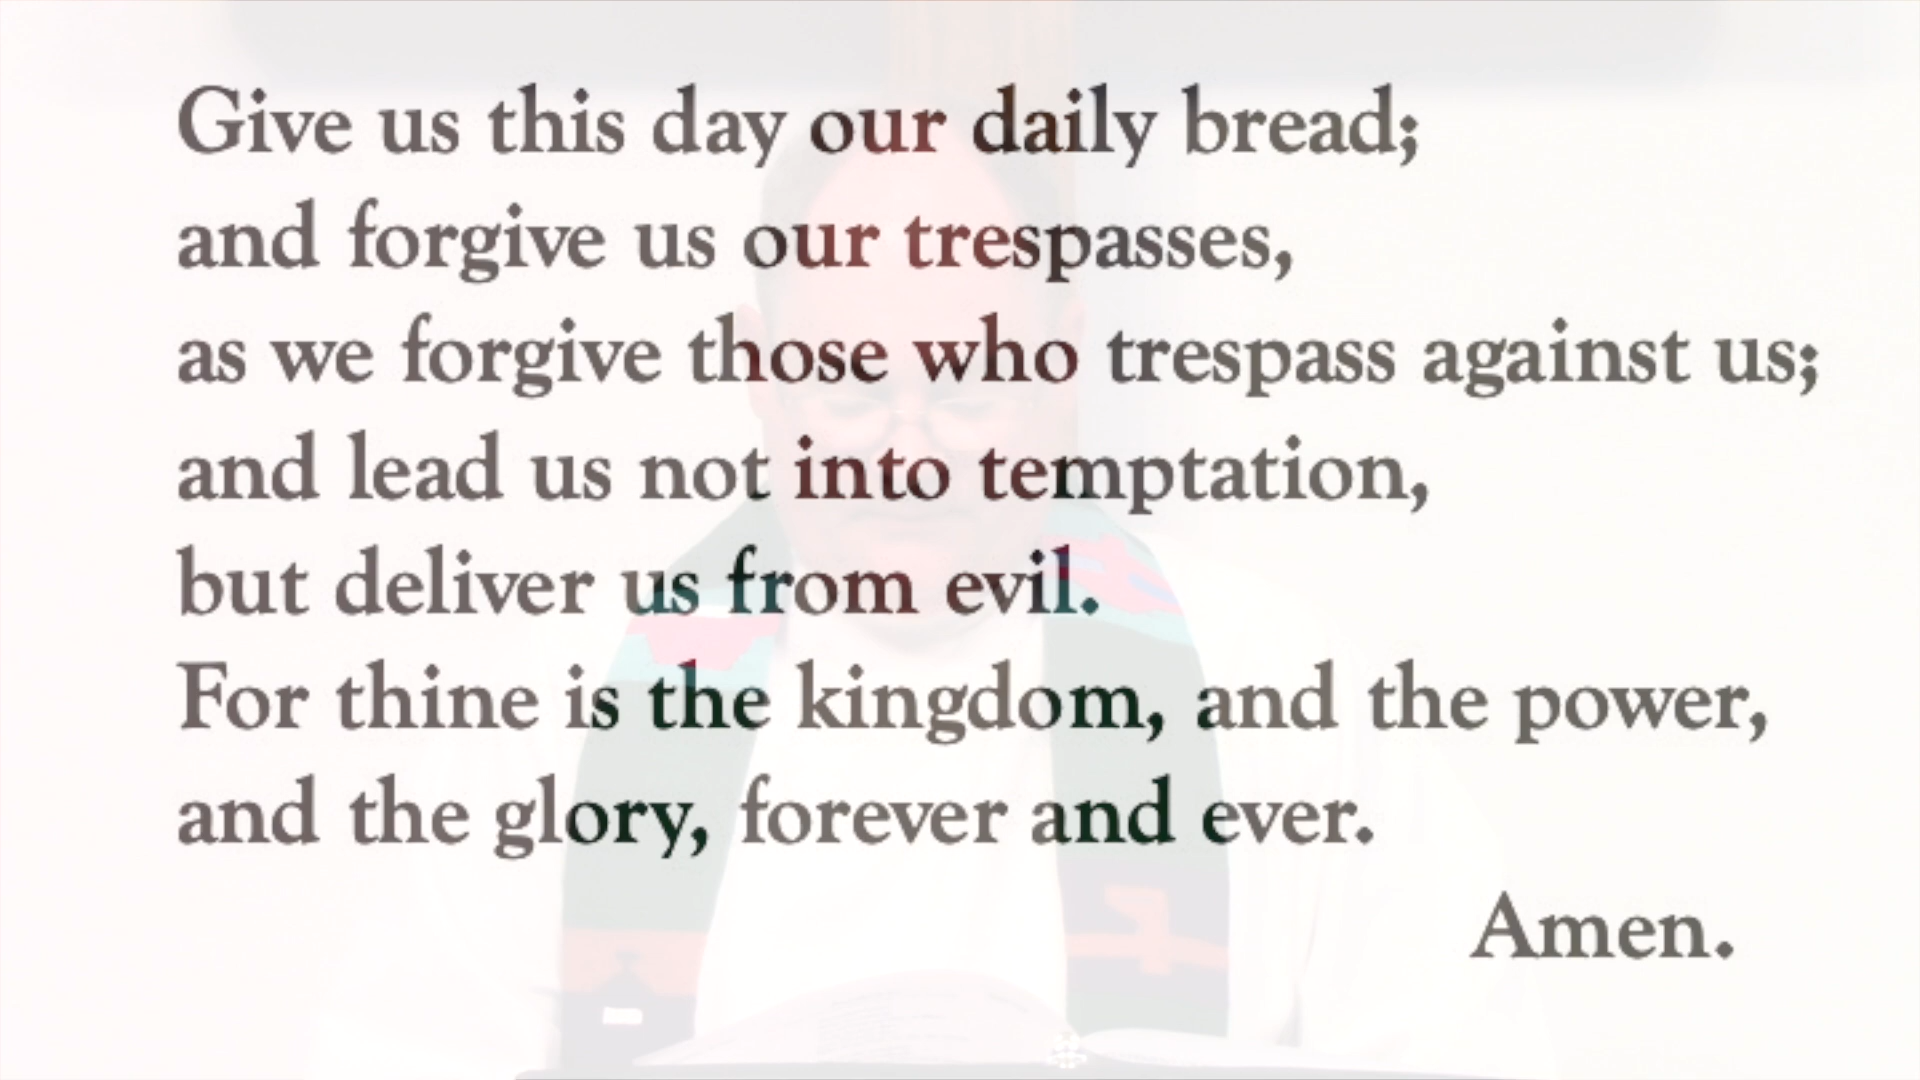 Give us this day our daily bread;
and forgive us our trespasses,
as we forgive those who trespass against us;
and lead us not into temptation,
but deliver us from evil.
For thine is the kingdom, and the power,
and the glory, forever and ever.
Amen.